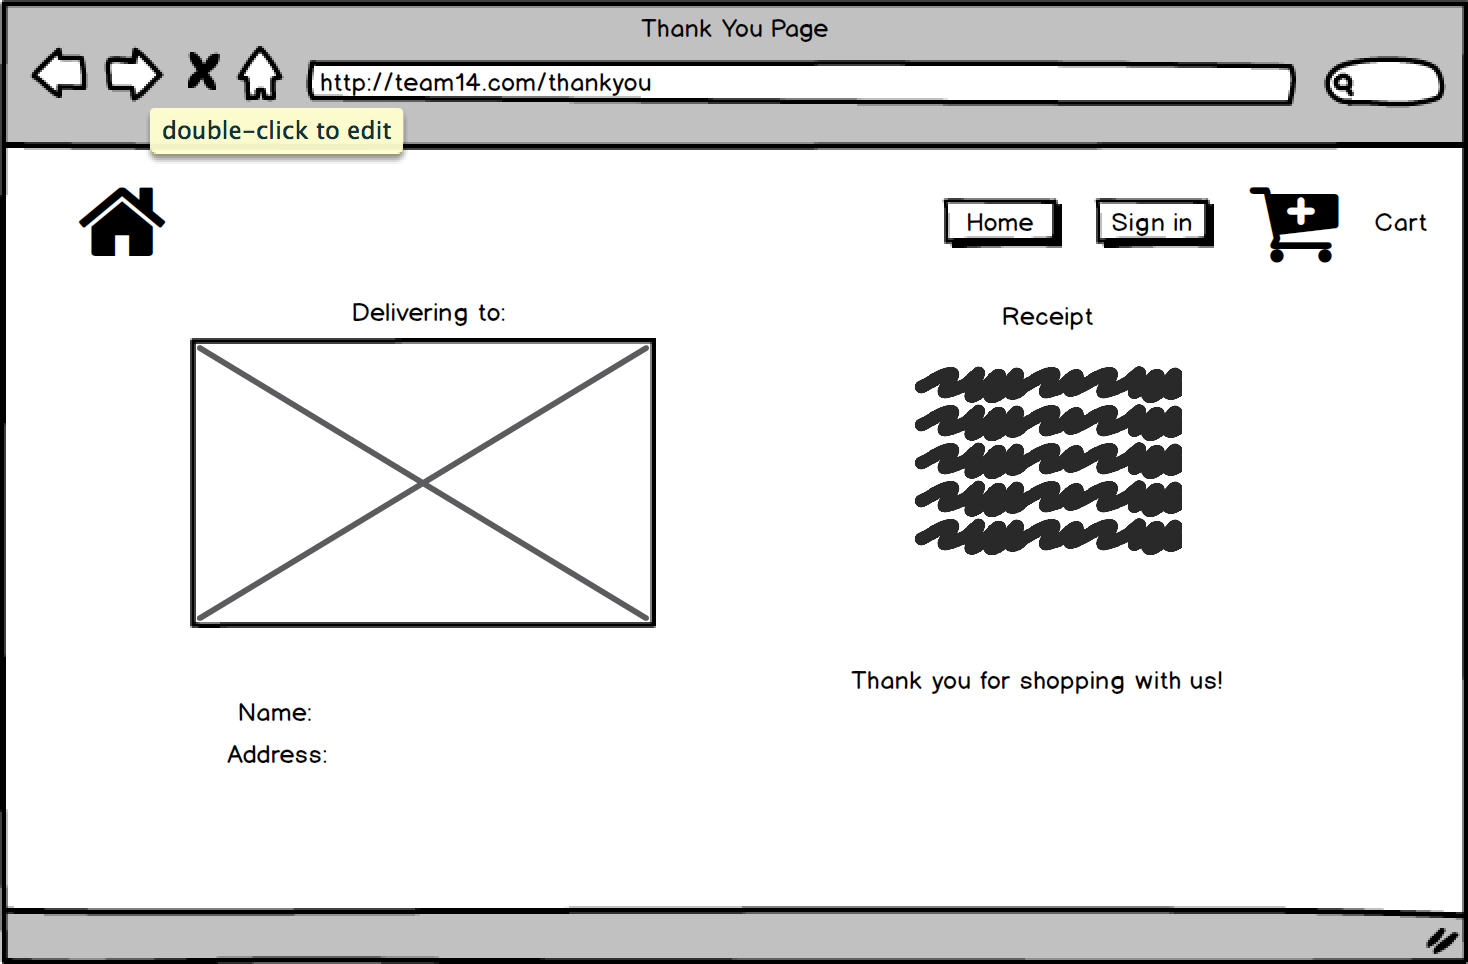 Thank You Page
http://team14.com/thankyou
double-click to edit
Home
Sign in
Cart
Delivering to:
Receipt
Thank you for shopping with us!
Name:
Address: